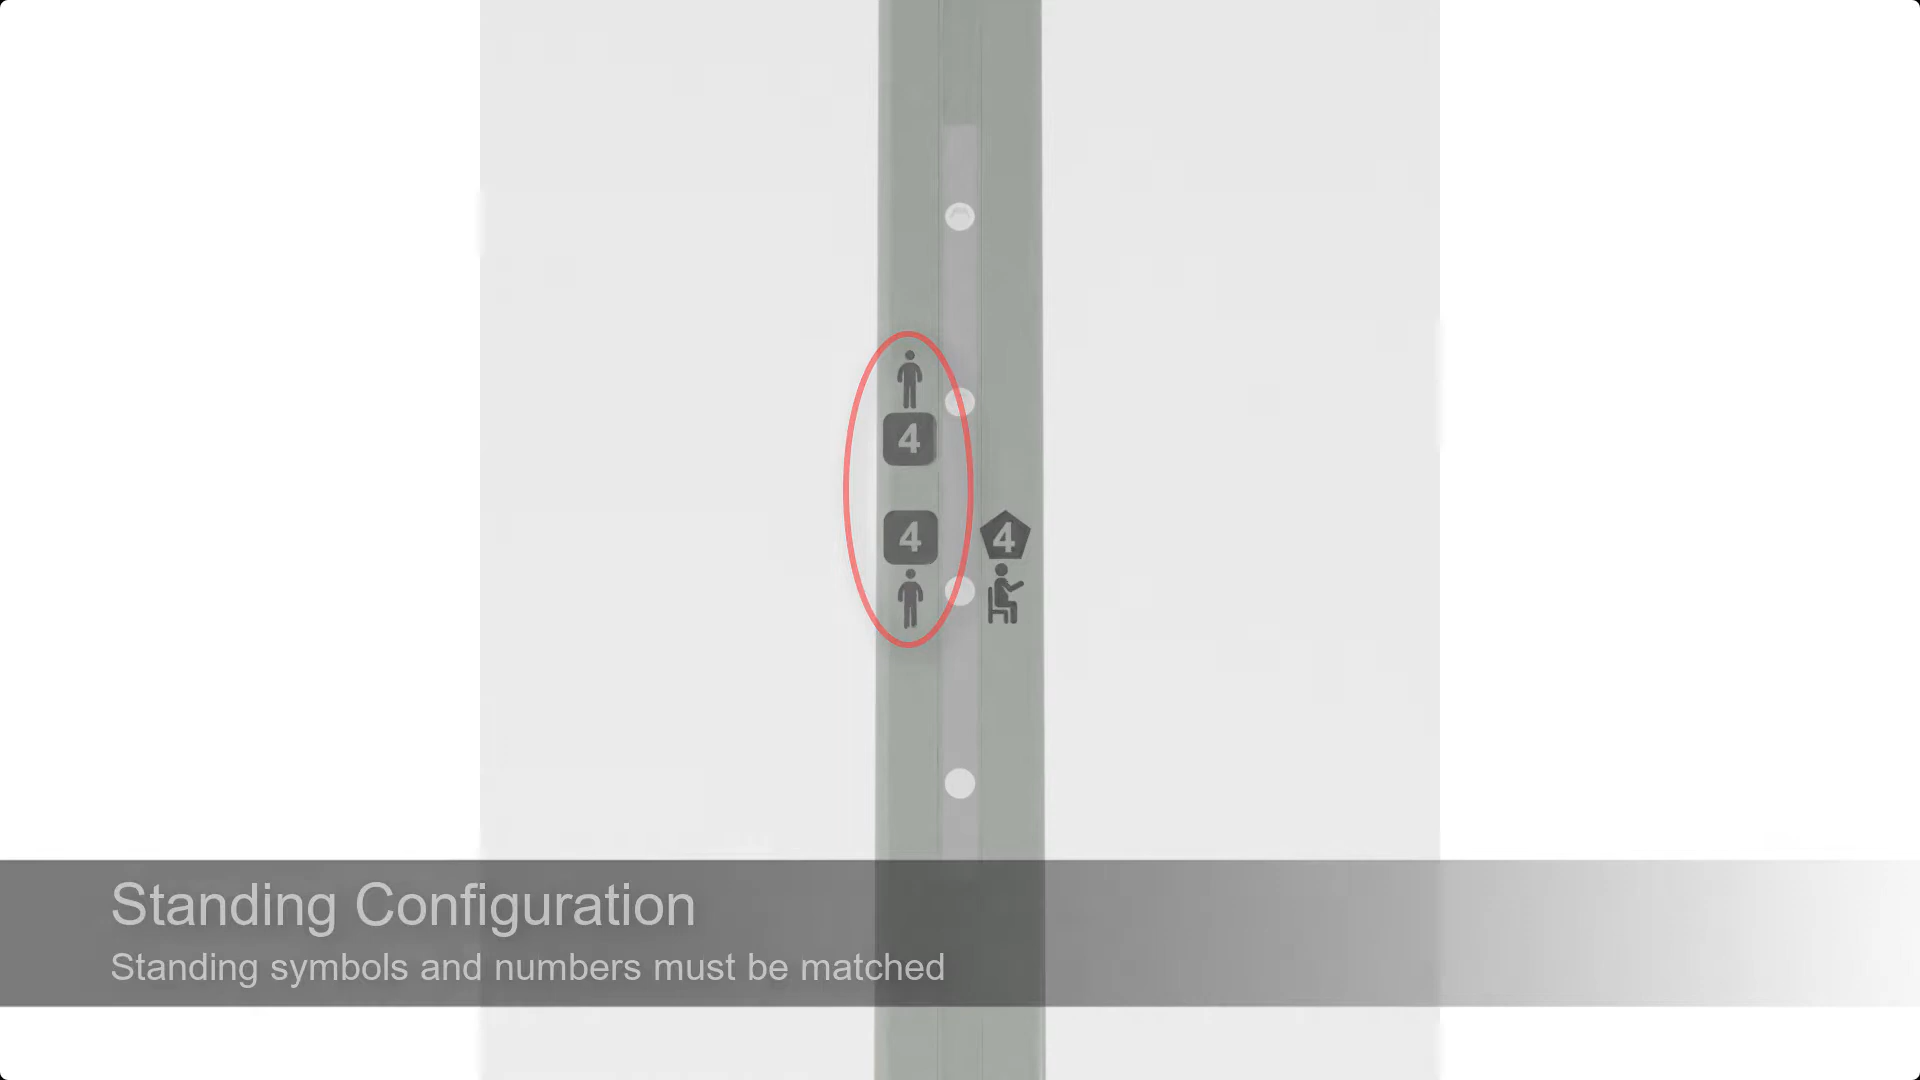 4
4 4
Standing Configuration
Standing symbols and numbers must be matched